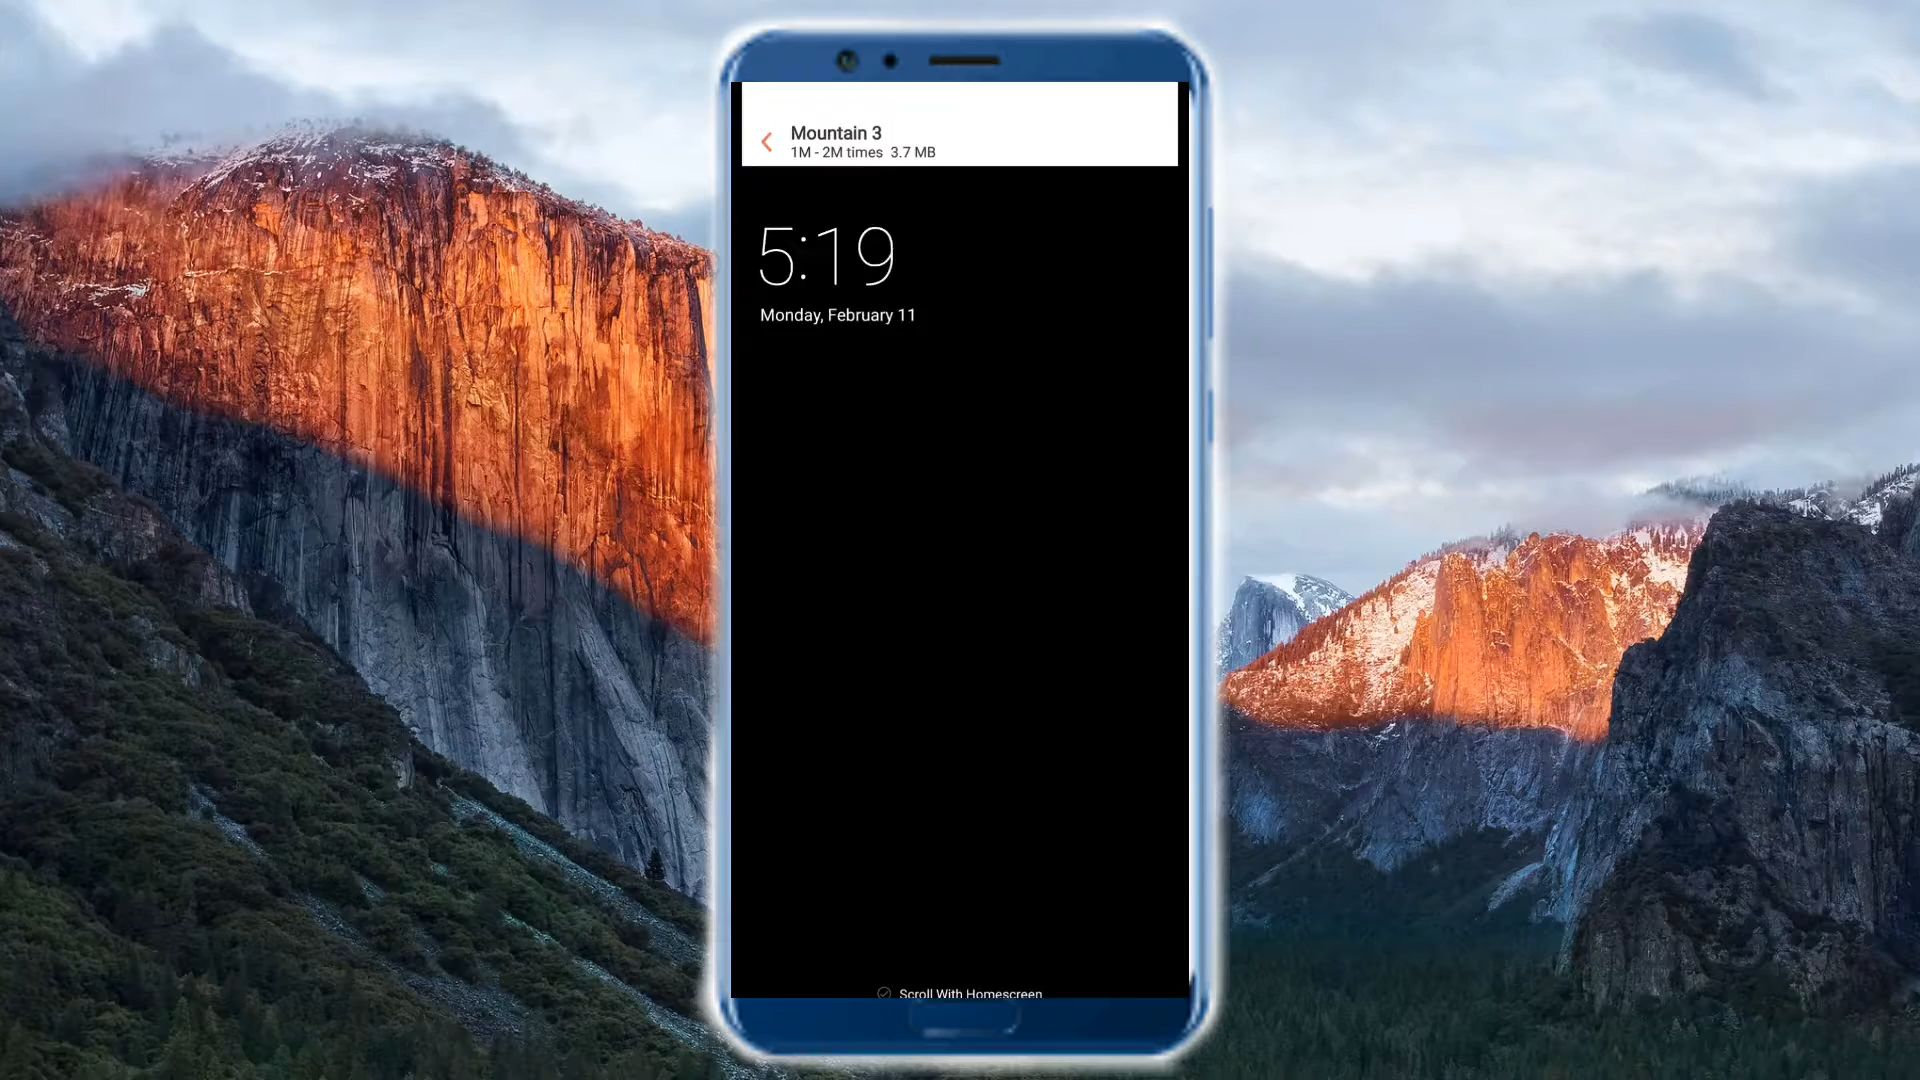 Mountain 3
1M - 2M times 3.7 MB
5:19
Monday, February 11
Scroll With Homescreen